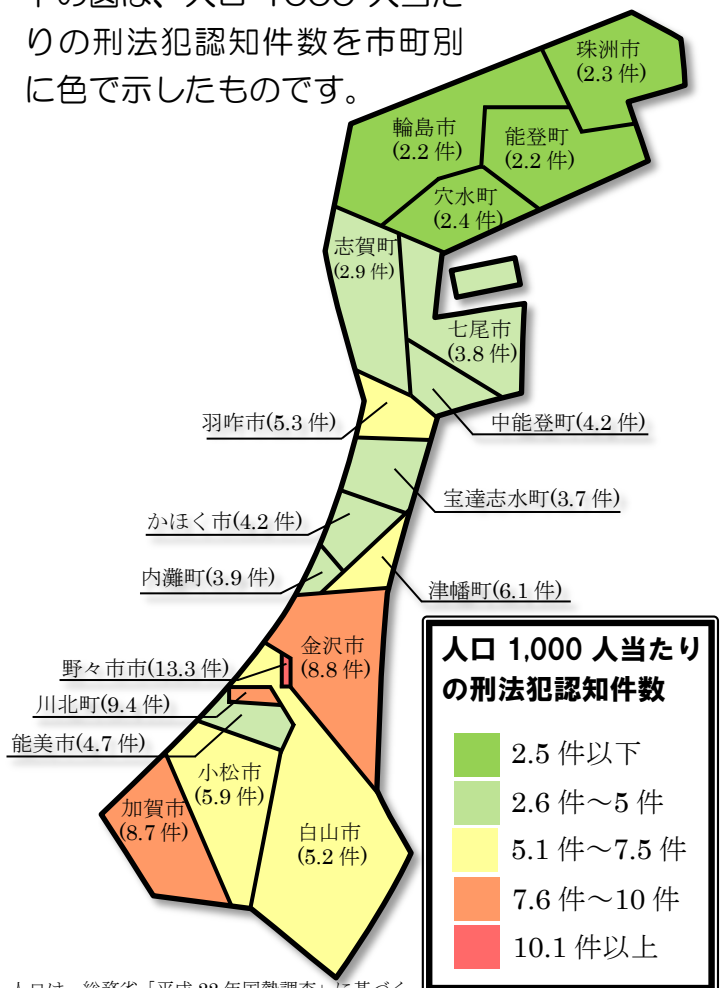 りの刑法犯認知件数を市町別
に色で示したものです。
珠洲市
(2.3 件)
輪島市
(2.2 件)
能登町
(2.2 件)
穴水町
(2.4 件)
志賀町
(2.9 件)
七尾市
(3.8 件)
羽咋市(5.3 件)
中能登町(4.2 件)
宝達志水町(3.7 件)
かほく市(4.2 件)
内灘町(3.9 件)
津幡町(6.1 件)
金沢市
(8.8 件)
野々市市(13.3 件)
川北町(9.4 件)
能美市(4.7 件)
小松市
(5.9 件)
加賀市
(8.7 件)
白山市
(5.2 件)
人口 1,000 人当たり
の刑法犯認知件数
2.5 件以下
2.6 件～5 件
5.1 件～7.5 件
7.6 件～10 件
10.1 件以上